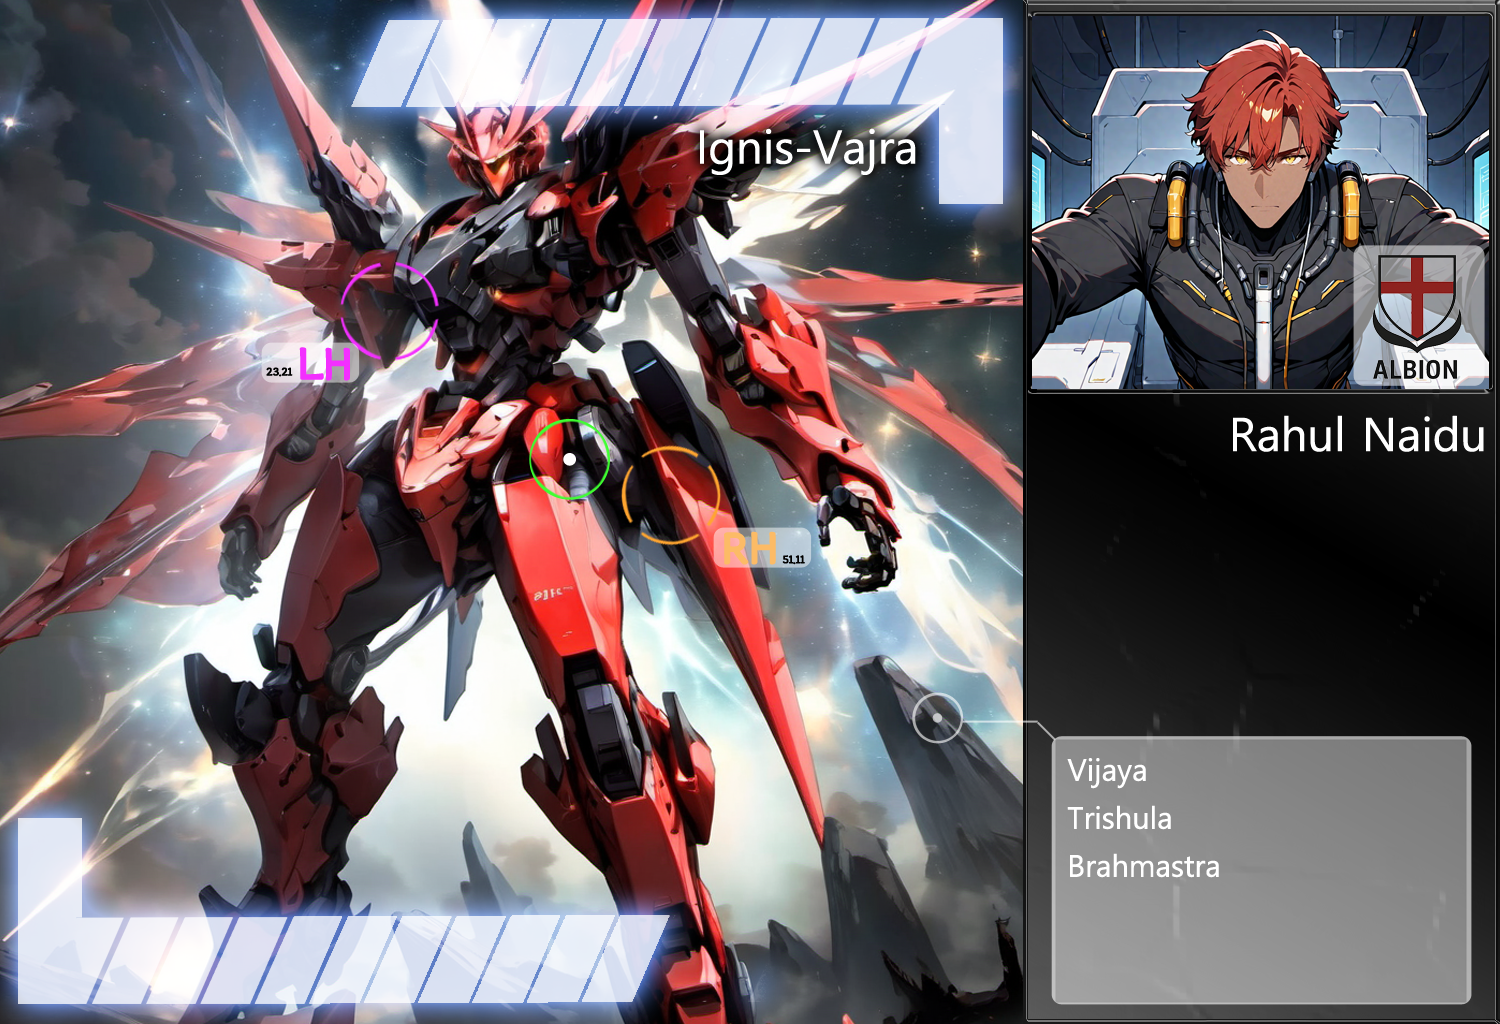 Ignis-Vajra
ALBION
Rahul Naidu
23,21 LH
RH 51,11
Vijaya
Trishula
Brahmastra